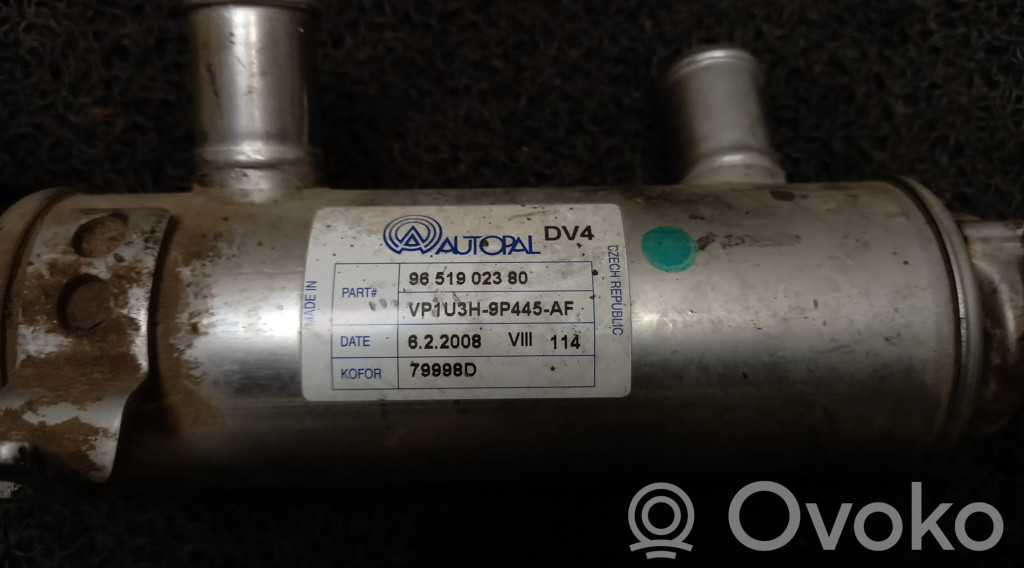 AUTOPAL DV4
MADE IN
CZECH REPUBLIC
PART# 96 519 023 80
VP1U3H-9P445-AF
DATE 6.2.2008 VIII 114
KOFOR 79998D
Ovoko